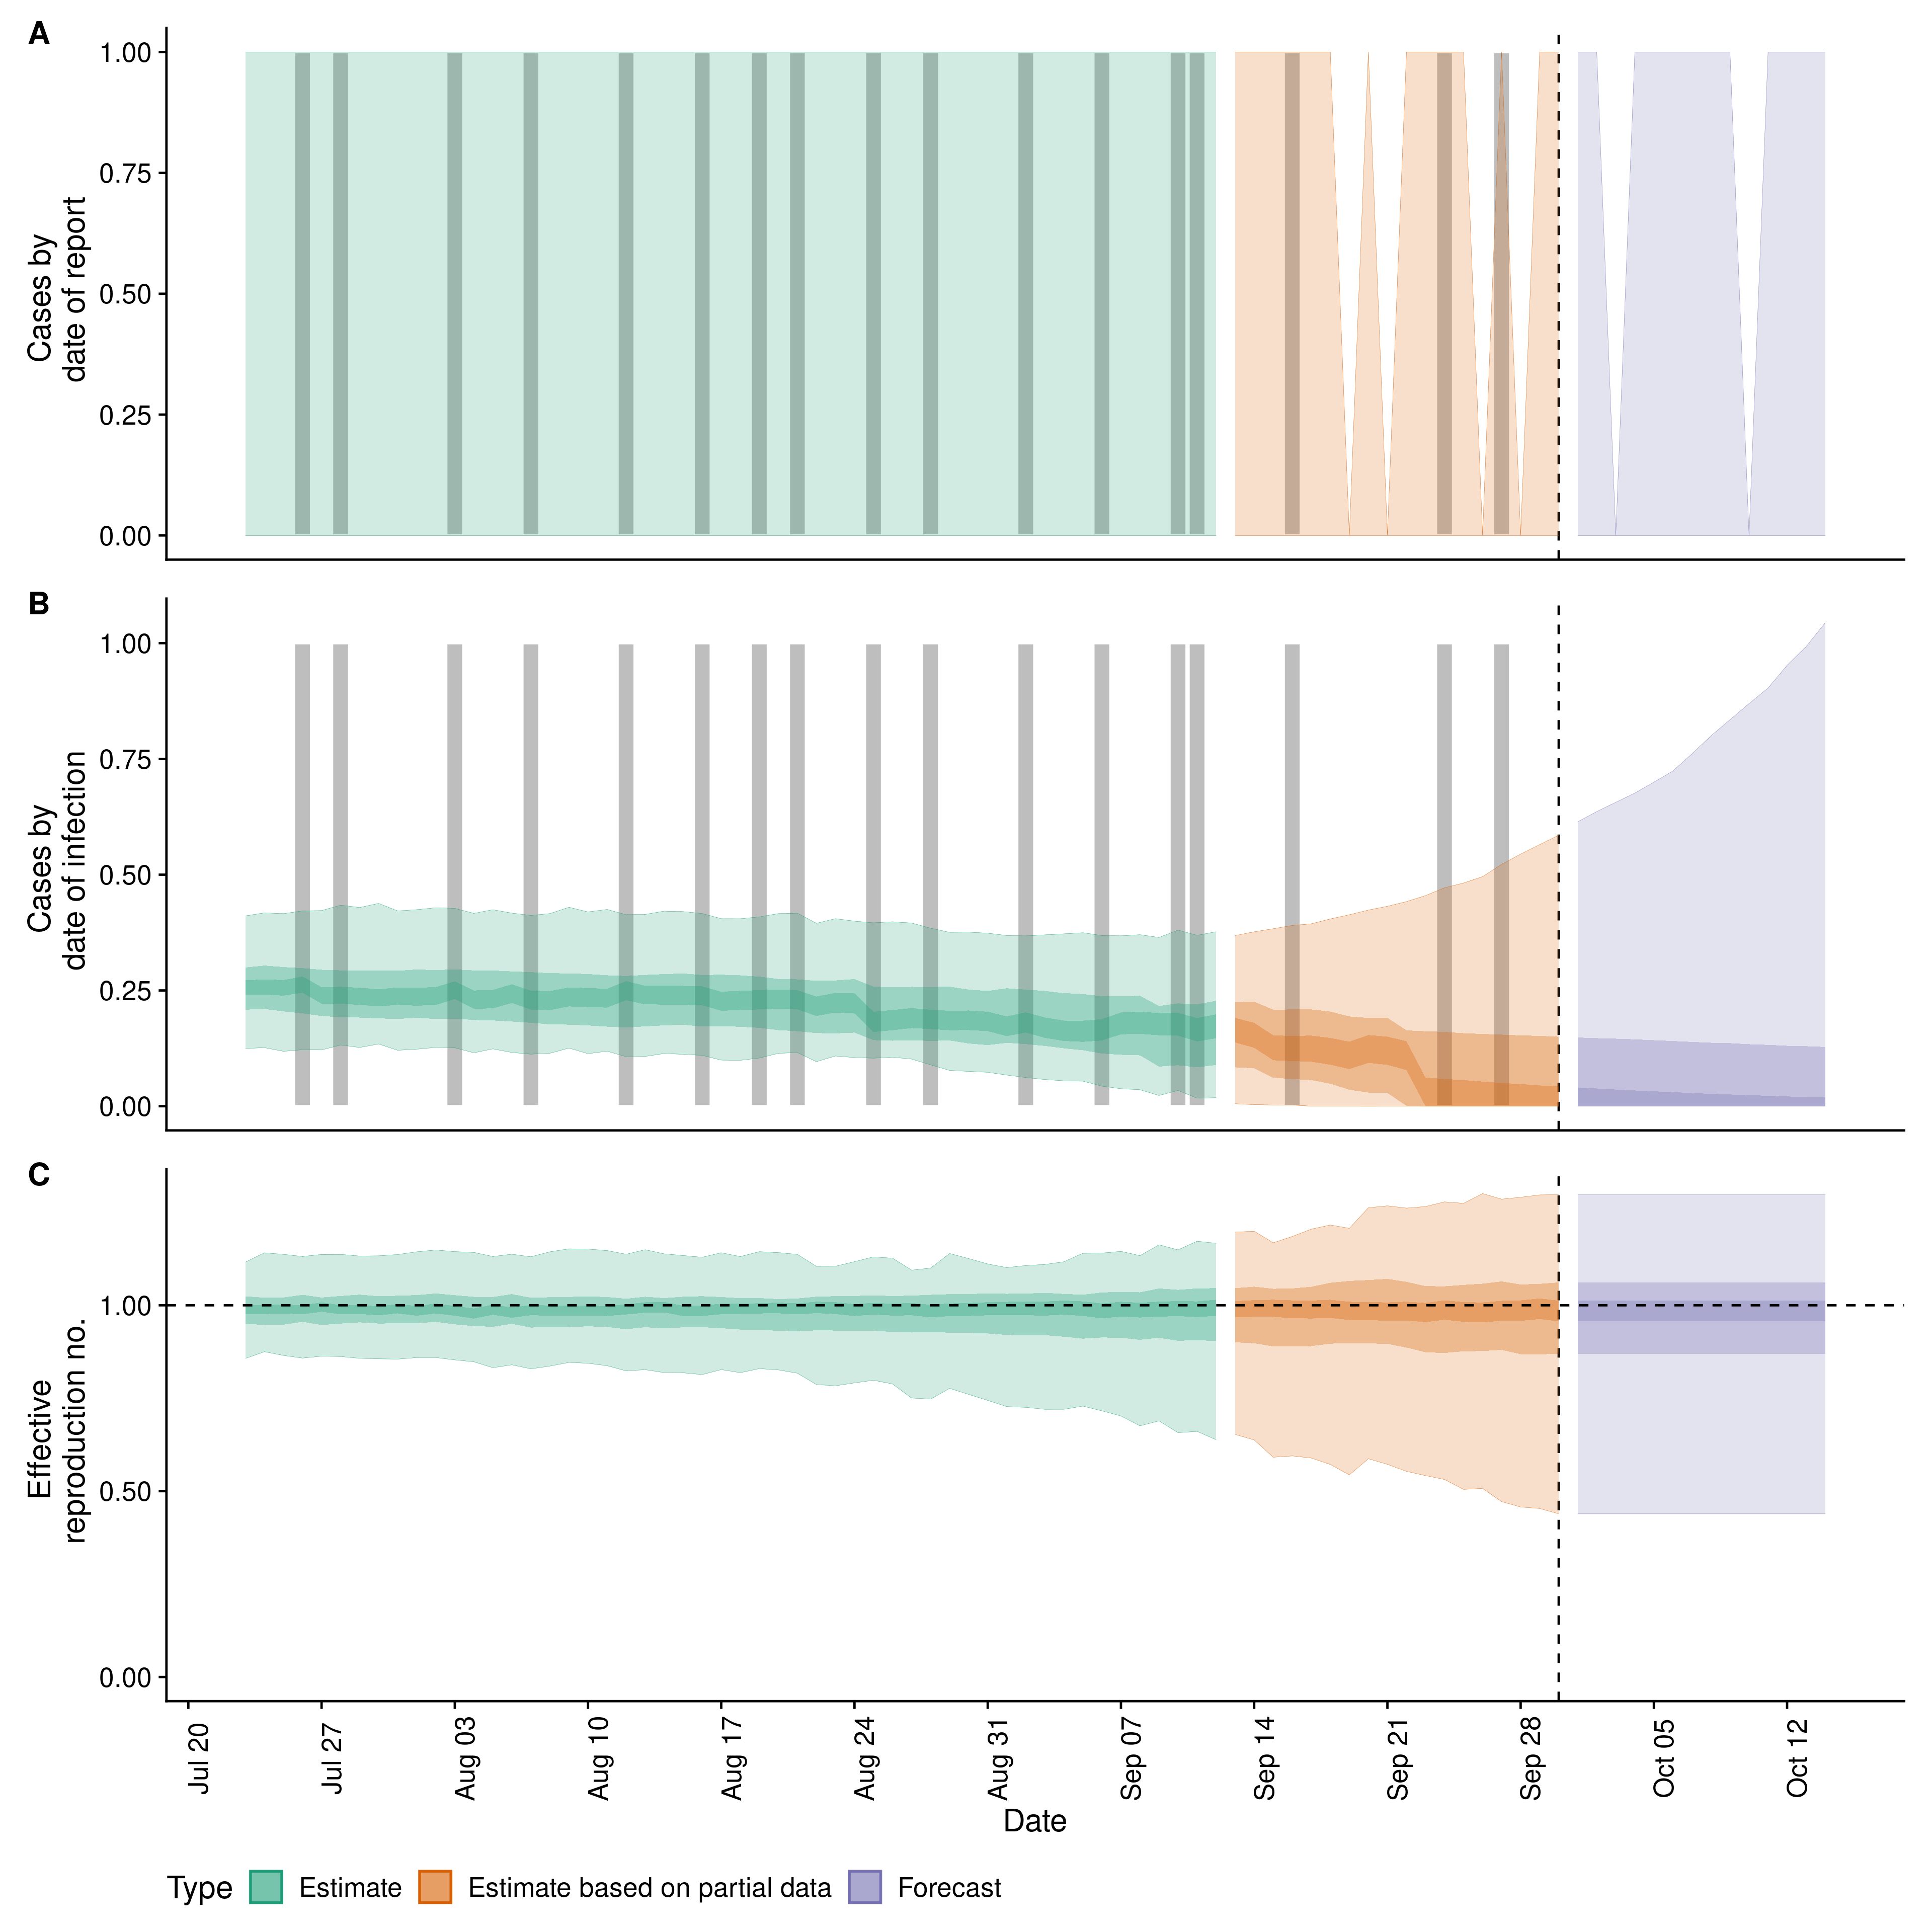 A
1.00
0.75
0.50
0.25
0.00
Cases by
date of report
B
1.00
0.75
0.50
0.25
0.00
Cases by
date of infection
C
1.00
0.50
0.00
Effective
reproduction no.
Jul 20
Jul 27
Aug 03
Aug 10
Aug 17
Aug 24
Aug 31
Sep 07
Sep 14
Sep 21
Sep 28
Oct 05
Oct 12
Date
Type Estimate Estimate based on partial data Forecast